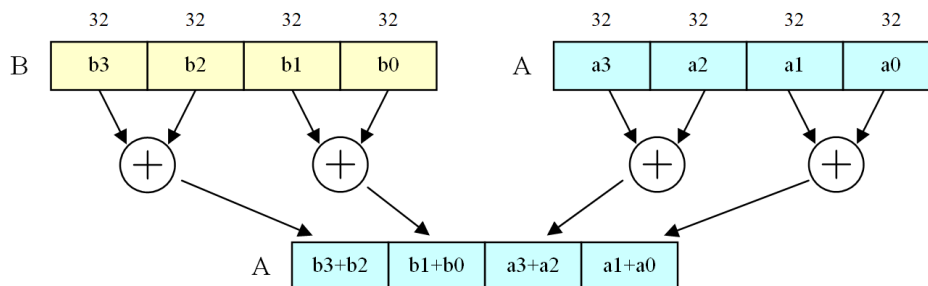 32 32 32 32 32 32 32 32
B b3 b2 b1 b0 A a3 a2 a1 a0
+ + + +
A b3+b2 b1+b0 a3+a2 a1+a0